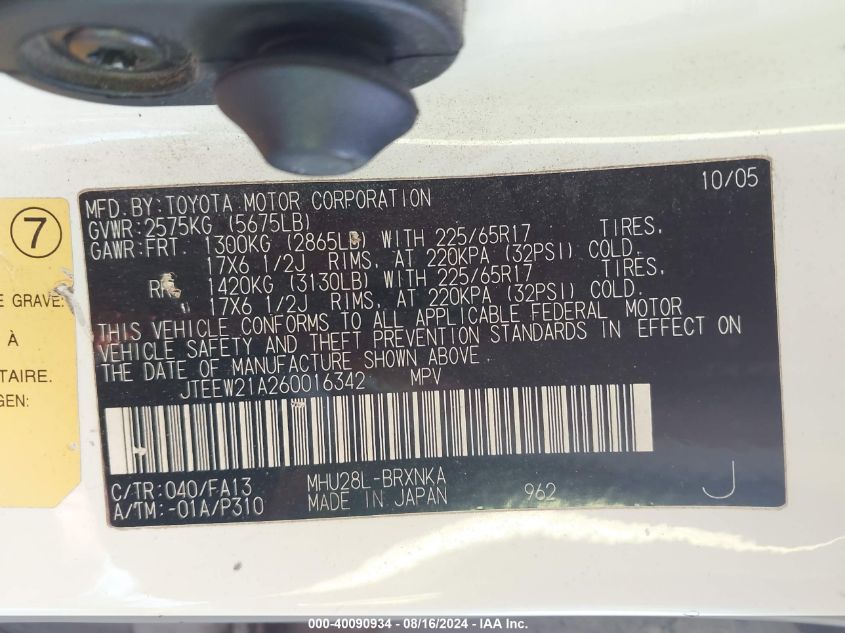 10/05
MFD.BY:TOYOTA MOTOR CORPORATION
GVWR:2575KG (5675LB)
GAWR:FRT. 1300KG (2865LB) WITH 225/65R17 TIRES,
17X6 1/2J RIMS, AT 220KPA (32PSI) COLD.
RR. 1420KG (3130LB) WITH 225/65R17 TIRES,
17X6 1/2J RIMS, AT 220KPA (32PSI) COLD.
THIS VEHICLE CONFORMS TO ALL APPLICABLE FEDERAL MOTOR
VEHICLE SAFETY AND THEFT PREVENTION STANDARDS IN EFFECT ON
THE DATE OF MANUFACTURE SHOWN ABOVE.
JTEEW21A260016342 MPV
C/TR:040/FA13 MHU28L-BRXNKA
A/TM:-01A/P310 MADE IN JAPAN 962 J
7
E GRAVE:
À
TAIRE.
GEN:
000-40090934 - 08/16/2024 - IAA Inc.